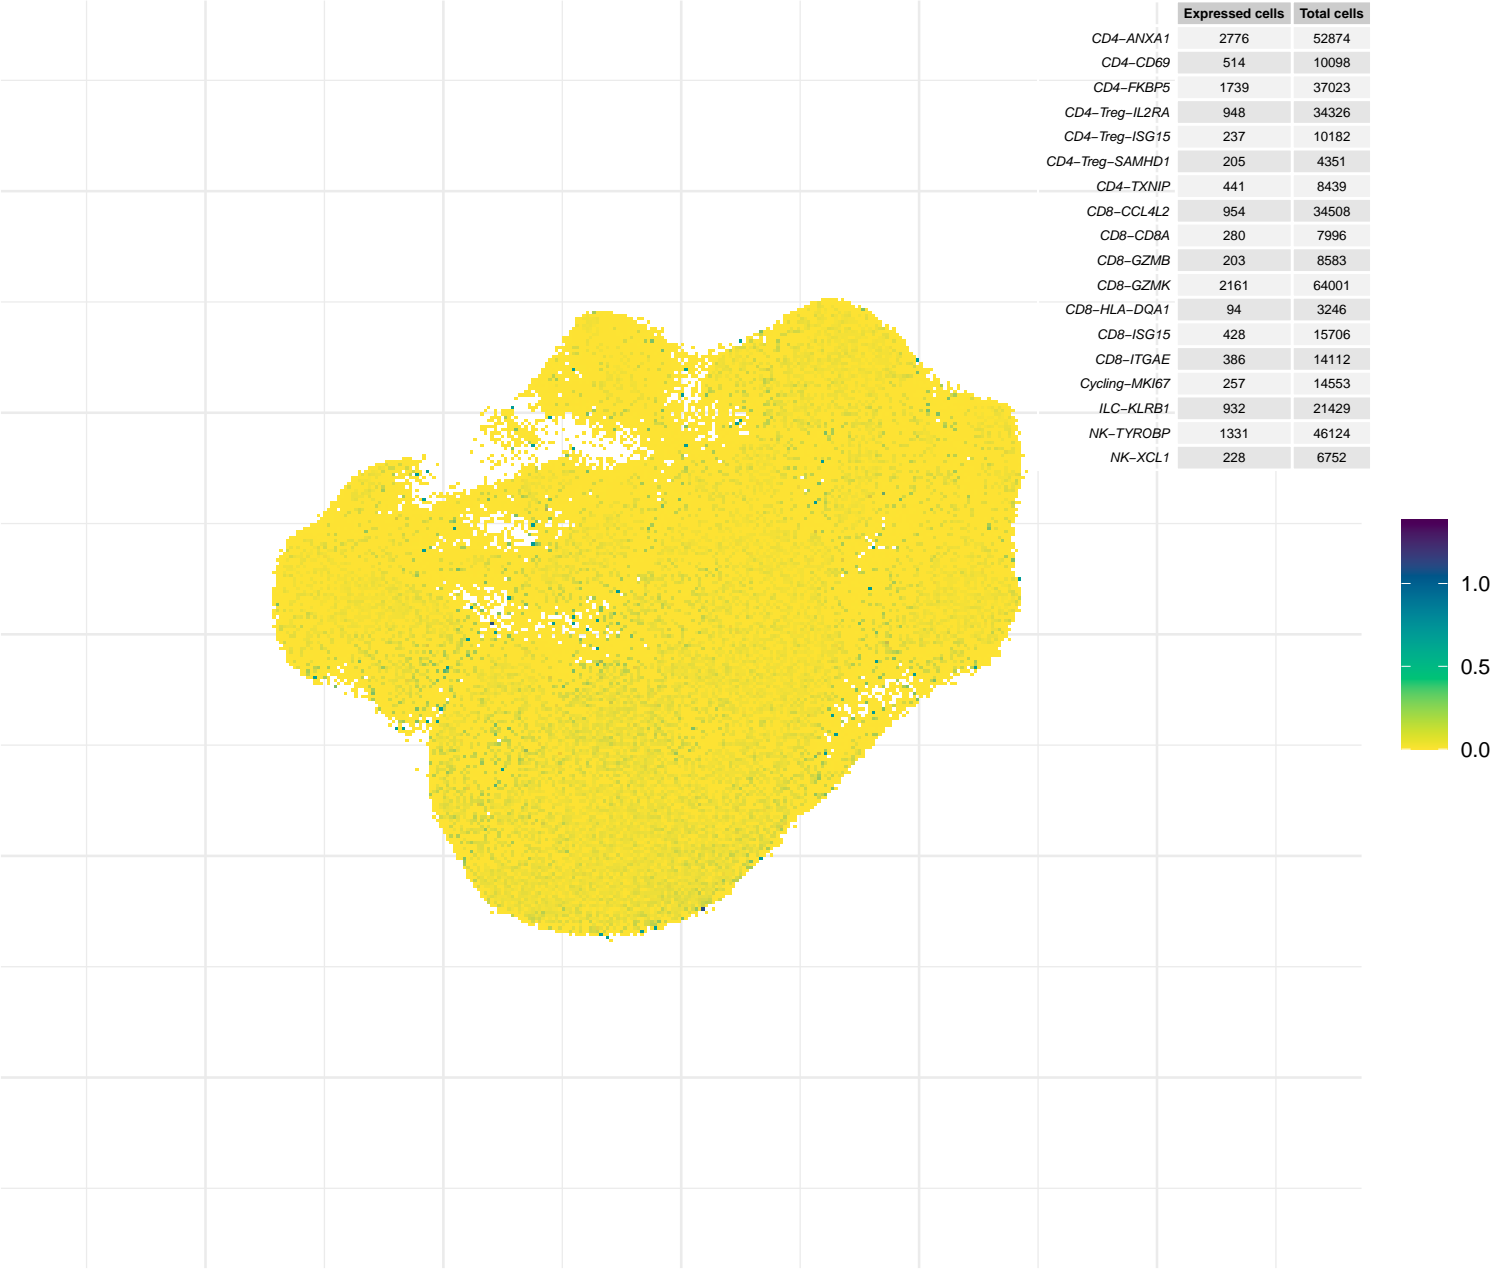 Expressed cells Total cells
CD4−ANXA1 2776 52874
CD4−CD69 514 10098
CD4−FKBP5 1739 37023
CD4−Treg−IL2RA 948 34326
CD4−Treg−ISG15 237 10182
CD4−Treg−SAMHD1 205 4351
CD4−TXNIP 441 8439
CD8−CCL4L2 954 34508
CD8−CD8A 280 7996
CD8−GZMB 203 8583
CD8−GZMK 2161 64001
CD8−HLA−DQA1 94 3246
CD8−ISG15 428 15706
CD8−ITGAE 386 14112
Cycling−MKI67 257 14553
ILC−KLRB1 932 21429
NK−TYROBP 1331 46124
NK−XCL1 228 6752
1.0
0.5
0.0